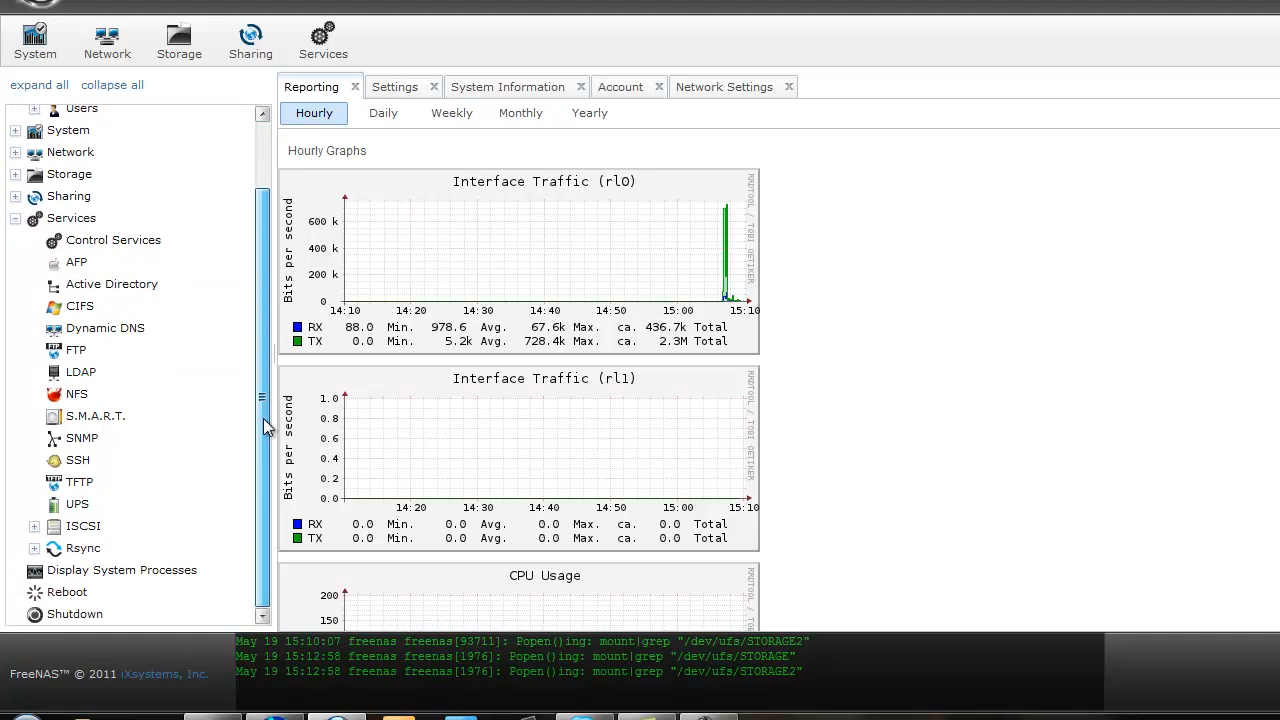 System Network Storage Sharing Services
expand all collapse all
Reporting Settings System Information Account Network Settings
Hourly Daily Weekly Monthly Yearly
Users
System
Network
Storage
Sharing
Services
Control Services
AFP
Active Directory
CIFS
Dynamic DNS
FTP
LDAP
NFS
S.M.A.R.T.
SNMP
SSH
TFTP
UPS
ISCSI
Rsync
Display System Processes
Reboot
Shutdown
Hourly Graphs
Interface Traffic (rl0)
Bits per second
600 k
400 k
200 k
0
14:10 14:20 14:30 14:40 14:50 15:00 15:10
RX 88.0 Min. 978.6 Avg. 67.6k Max. ca. 436.7k Total
TX 0.0 Min. 5.2k Avg. 728.4k Max. ca. 2.3M Total
RRDTOOL / TOBI OETIKER
Interface Traffic (rl1)
Bits per second
1.0
0.8
0.6
0.4
0.2
0.0
14:20 14:30 14:40 14:50 15:00 15:10
RX 0.0 Min. 0.0 Avg. 0.0 Max. ca. 0.0 Total
TX 0.0 Min. 0.0 Avg. 0.0 Max. ca. 0.0 Total
RRDTOOL / TOBI OETIKER
CPU Usage
200
150
May 19 15:10:07 freenas freenas[93711]: Popen()ing: mount|grep "/dev/ufs/STORAGE2"
May 19 15:12:58 freenas freenas[1976]: Popen()ing: mount|grep "/dev/ufs/STORAGE"
May 19 15:12:58 freenas freenas[1976]: Popen()ing: mount|grep "/dev/ufs/STORAGE2"
FreeNAS™ © 2011 iXsystems, Inc.